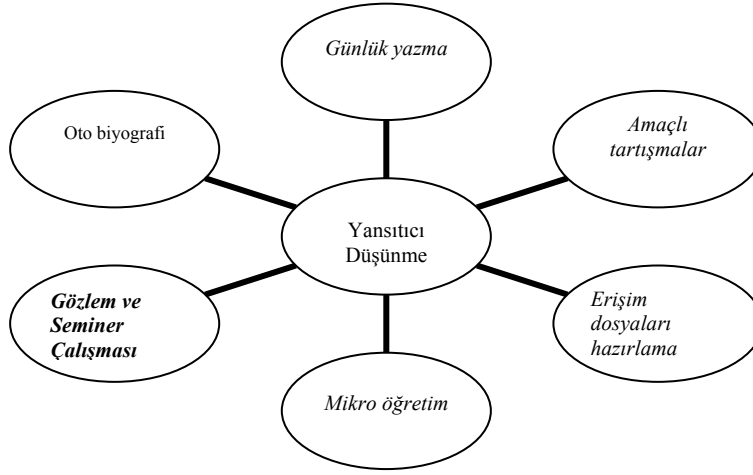 Günlük yazma
Oto biyografi
Amaçlı
tartışmalar
Yansıtıcı
Düşünme
Gözlem ve
Seminer
Çalışması
Erişim
dosyaları
hazırlama
Mikro öğretim